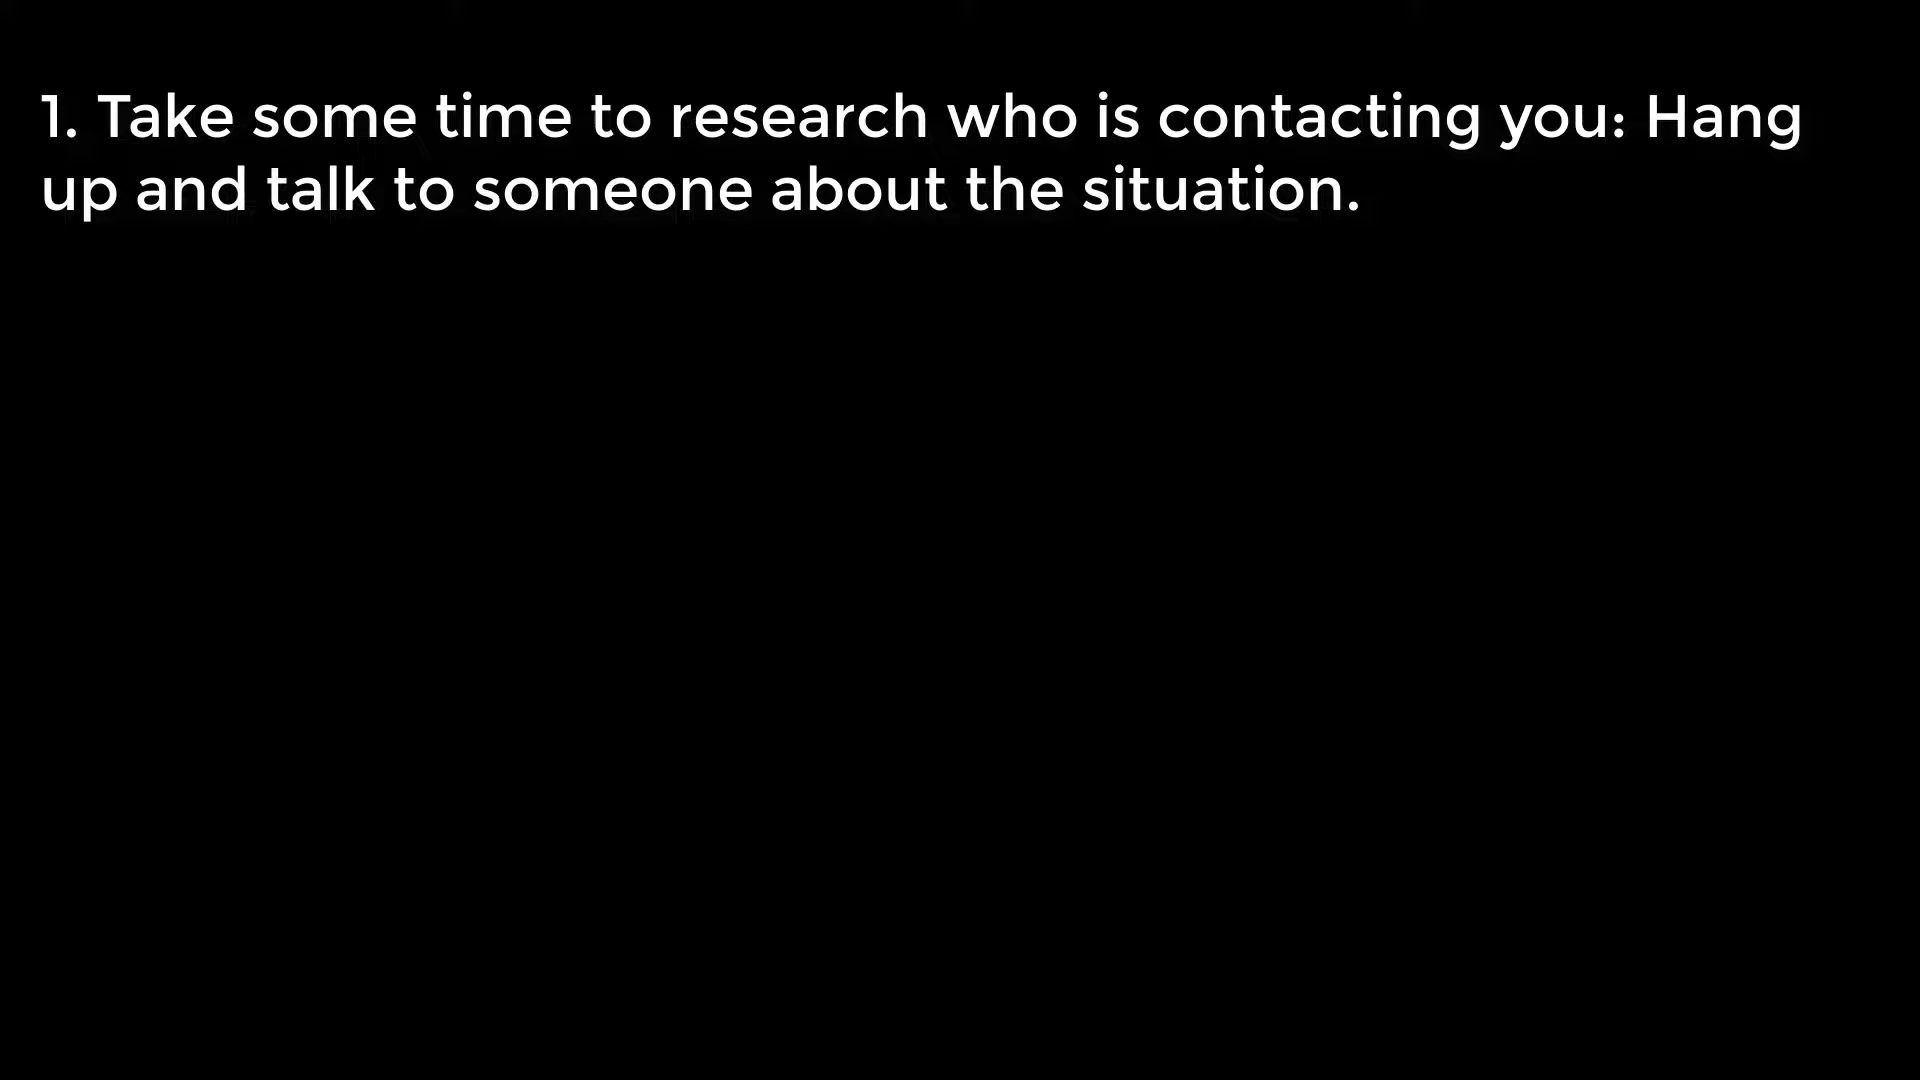 1. Take some time to research who is contacting you: Hang
up and talk to someone about the situation.